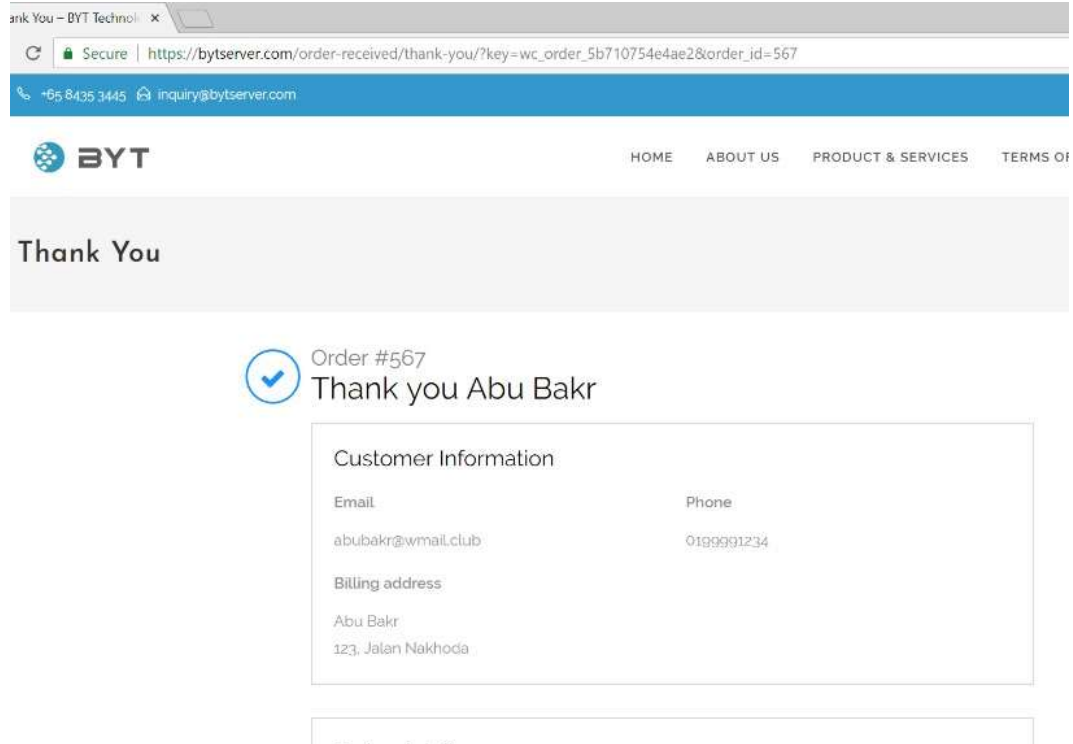 ank You – BYT Technol
Secure | https://bytserver.com/order-received/thank-you/?key=wc_order_5b710754e4ae2&order_id=567
+65 8435 3445 inquiry@bytserver.com
BYT
HOME ABOUT US PRODUCT & SERVICES TERMS OF
Thank You
Order #567
Thank you Abu Bakr
Customer Information
Email Phone
abubakr@wmail.club 0199991234
Billing address
Abu Bakr
123, Jalan Nakhoda